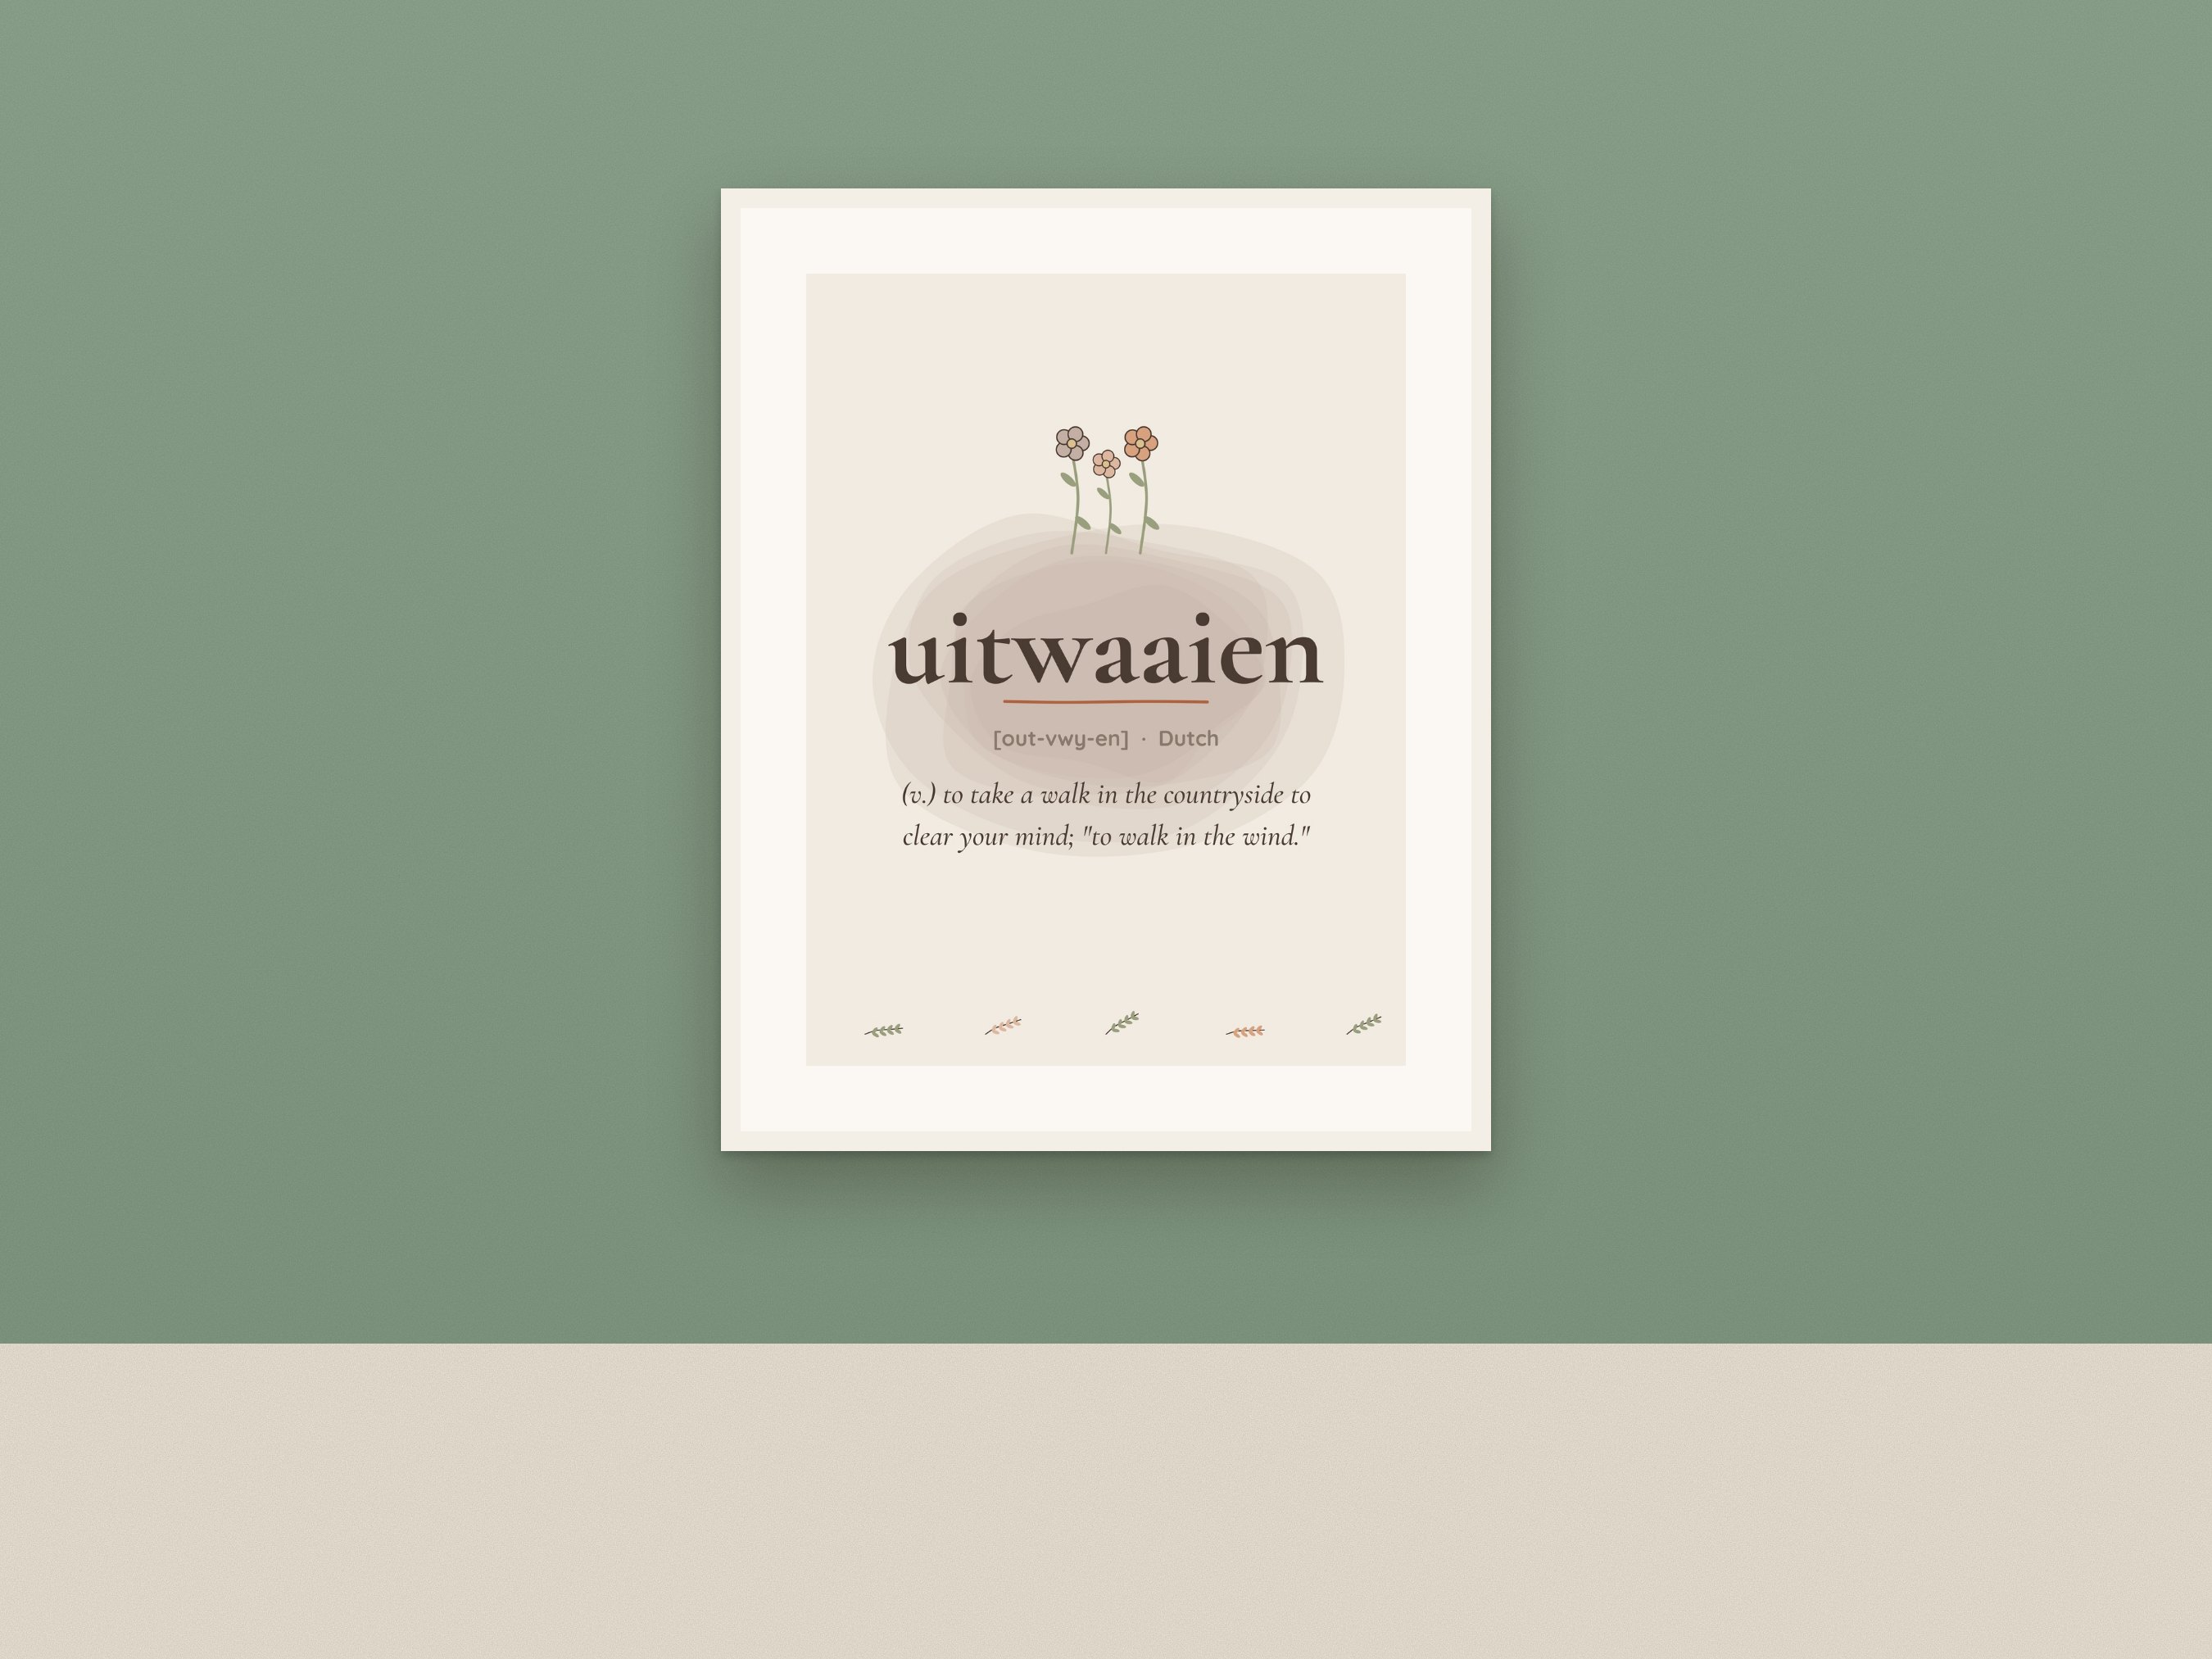 uitwaaien
[out-vwy-en] · Dutch
(v.) to take a walk in the countryside to
clear your mind; "to walk in the wind."